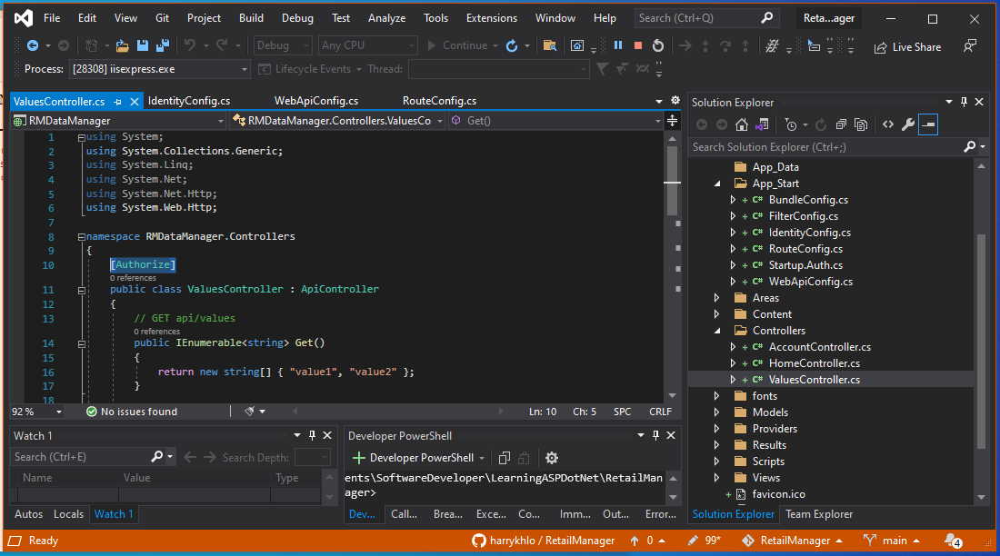 File Edit View Git Project Build Debug Test Analyze Tools Extensions Window Help Search (Ctrl+Q) Reta...ager
Debug Any CPU Continue Live Share
Process: [28308] iisexpress.exe Lifecycle Events Thread:
ValuesController.cs IdentityConfig.cs WebApiConfig.cs RouteConfig.cs
RMDataManager RMDataManager.Controllers.ValuesCo Get()
1 using System;
2 using System.Collections.Generic;
3 using System.Linq;
4 using System.Net;
5 using System.Net.Http;
6 using System.Web.Http;
7
8 namespace RMDataManager.Controllers
9 {
10 [Authorize]
0 references
11 public class ValuesController : ApiController
12 {
13 // GET api/values
0 references
14 public IEnumerable<string> Get()
15 {
16 return new string[] { "value1", "value2" };
17 }
18
92 % No issues found Ln: 10 Ch: 5 SPC CRLF
Watch 1
Search (Ctrl+E) Search Depth:
Name Value Type
Autos Locals Watch 1
Developer PowerShell
Developer PowerShell
ents\SoftwareDeveloper\LearningASPDotNet\RetailMan
ager>
Dev... Call... Brea... Exce... Co... Imm... Out... Error...
Solution Explorer
Search Solution Explorer (Ctrl+;)
App_Data
App_Start
C# BundleConfig.cs
C# FilterConfig.cs
C# IdentityConfig.cs
C# RouteConfig.cs
C# Startup.Auth.cs
C# WebApiConfig.cs
Areas
Content
Controllers
C# AccountController.cs
C# HomeController.cs
C# ValuesController.cs
fonts
Models
Providers
Results
Scripts
Views
favicon.ico
Solution Explorer Team Explorer
Ready harrykhlo / RetailManager 0 99* RetailManager main 4